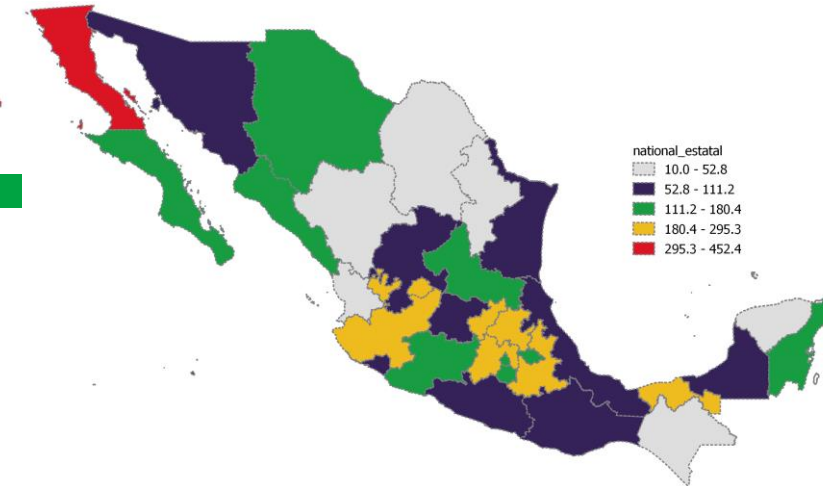 national_estatal
10.0 - 52.8
52.8 - 111.2
111.2 - 180.4
180.4 - 295.3
295.3 - 452.4